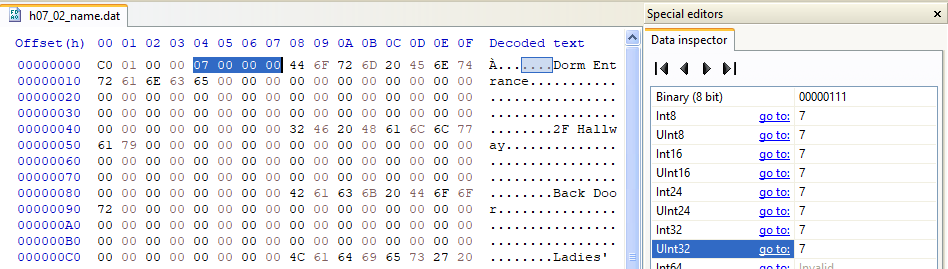 h07_02_name.dat
Special editors
Offset(h) 00 01 02 03 04 05 06 07 08 09 0A 0B 0C 0D 0E 0F Decoded text
Data inspector
00000000 C0 01 00 00 07 00 00 00 44 6F 72 6D 20 45 6E 74 À.......Dorm Ent
00000010 72 61 6E 63 65 00 00 00 00 00 00 00 00 00 00 00 rance...........
00000020 00 00 00 00 00 00 00 00 00 00 00 00 00 00 00 00 ................
00000030 00 00 00 00 00 00 00 00 00 00 00 00 00 00 00 00 ................
00000040 00 00 00 00 00 00 00 00 32 46 20 48 61 6C 6C 77 ........2F Hallw
00000050 61 79 00 00 00 00 00 00 00 00 00 00 00 00 00 00 ay..............
00000060 00 00 00 00 00 00 00 00 00 00 00 00 00 00 00 00 ................
00000070 00 00 00 00 00 00 00 00 00 00 00 00 00 00 00 00 ................
00000080 00 00 00 00 00 00 00 00 42 61 63 6B 20 44 6F 6F ........Back Doo
00000090 72 00 00 00 00 00 00 00 00 00 00 00 00 00 00 00 r...............
000000A0 00 00 00 00 00 00 00 00 00 00 00 00 00 00 00 00 ................
000000B0 00 00 00 00 00 00 00 00 00 00 00 00 00 00 00 00 ................
000000C0 00 00 00 00 00 00 00 00 4C 61 64 69 65 73 27 20 ........Ladies'
Binary (8 bit) 00000111
Int8 go to: 7
UInt8 go to: 7
Int16 go to: 7
UInt16 go to: 7
Int24 go to: 7
UInt24 go to: 7
Int32 go to: 7
UInt32 go to: 7
Int64 go to: Invalid